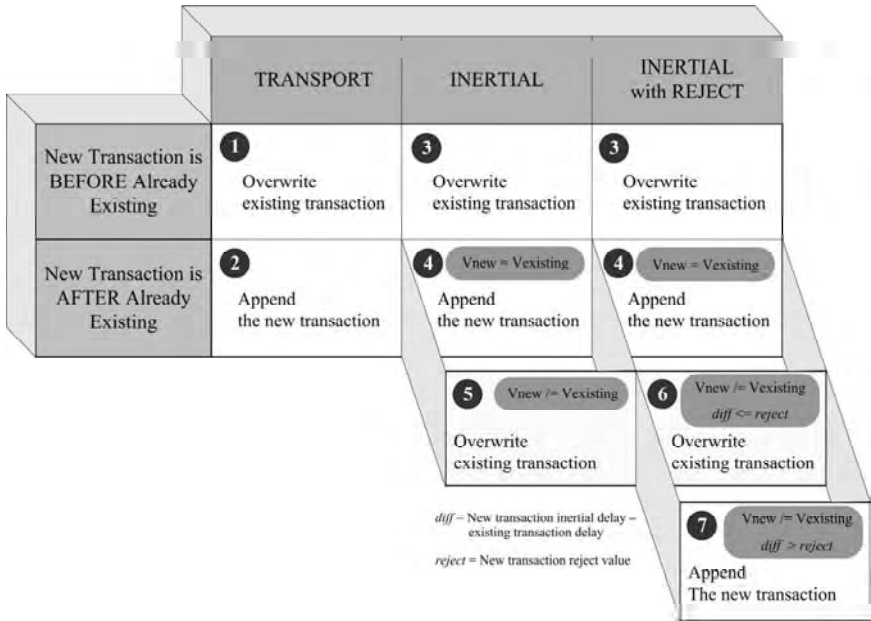 TRANSPORT
INERTIAL
INERTIAL
with REJECT
New Transaction is
BEFORE Already
Existing
1
Overwrite
existing transaction
3
Overwrite
existing transaction
3
Overwrite
existing transaction
New Transaction is
AFTER Already
Existing
2
Append
the new transaction
4 Vnew = Vexisting
Append
the new transaction
4 Vnew = Vexisting
Append
the new transaction
5 Vnew /= Vexisting
Overwrite
existing transaction
6 Vnew /= Vexisting
diff <= reject
Overwrite
existing transaction
diff = New transaction inertial delay –
existing transaction delay
reject = New transaction reject value
7 Vnew /= Vexisting
diff > reject
Append
The new transaction